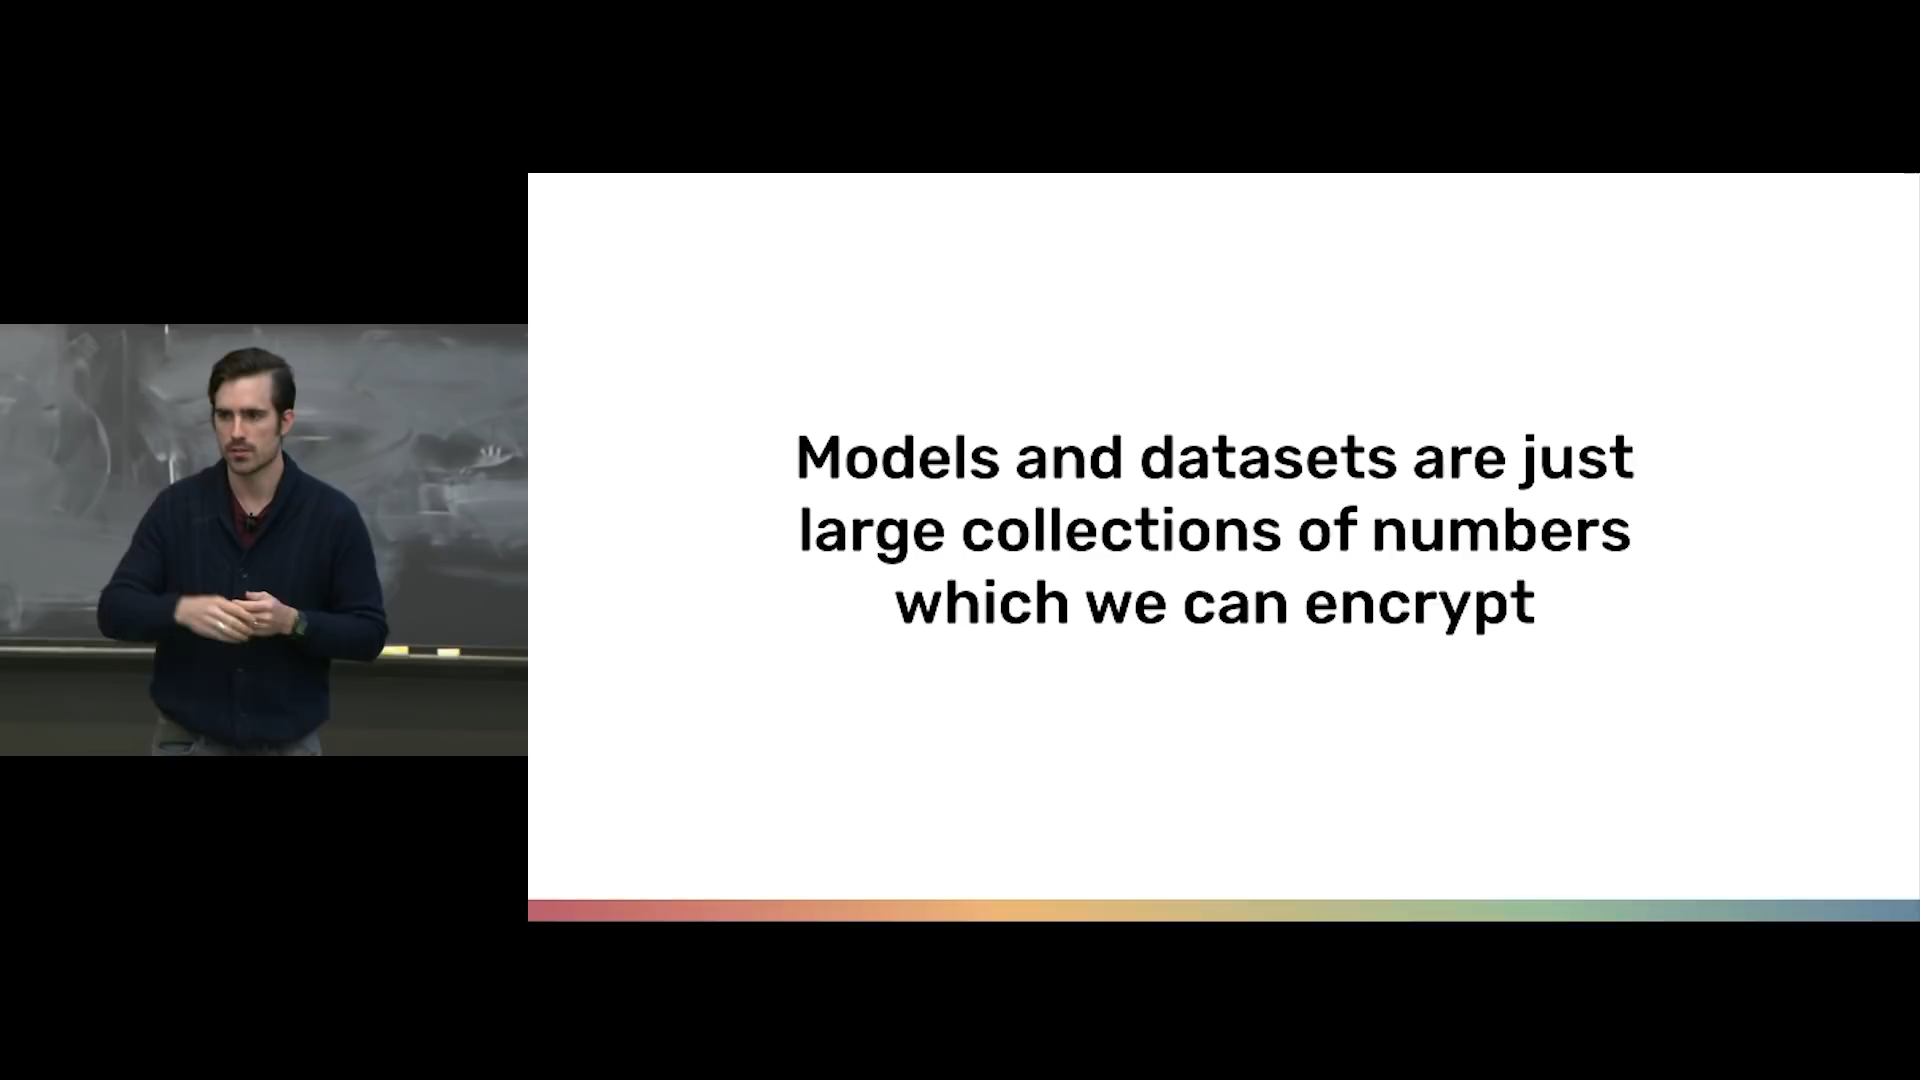 Models and datasets are just
large collections of numbers
which we can encrypt